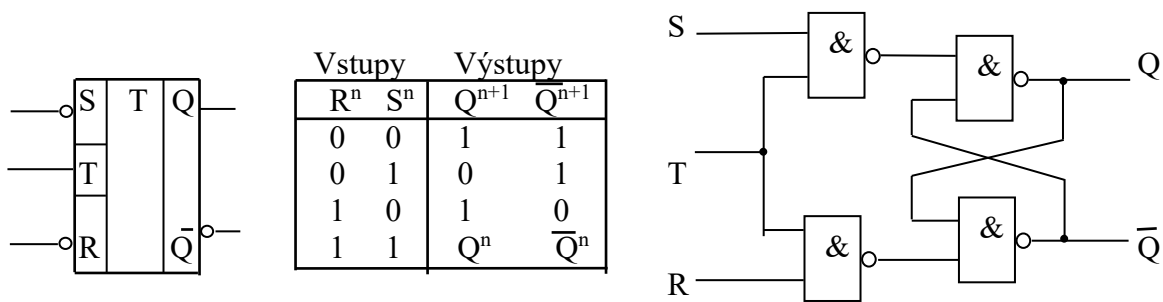 S T Q
T
R Q̅
Vstupy Výstupy
Rⁿ Sⁿ Qⁿ⁺¹ Q̅ⁿ⁺¹
0 0 1 1
0 1 0 1
1 0 1 0
1 1 Qⁿ Q̅ⁿ
S & & Q
T
R & & Q̅